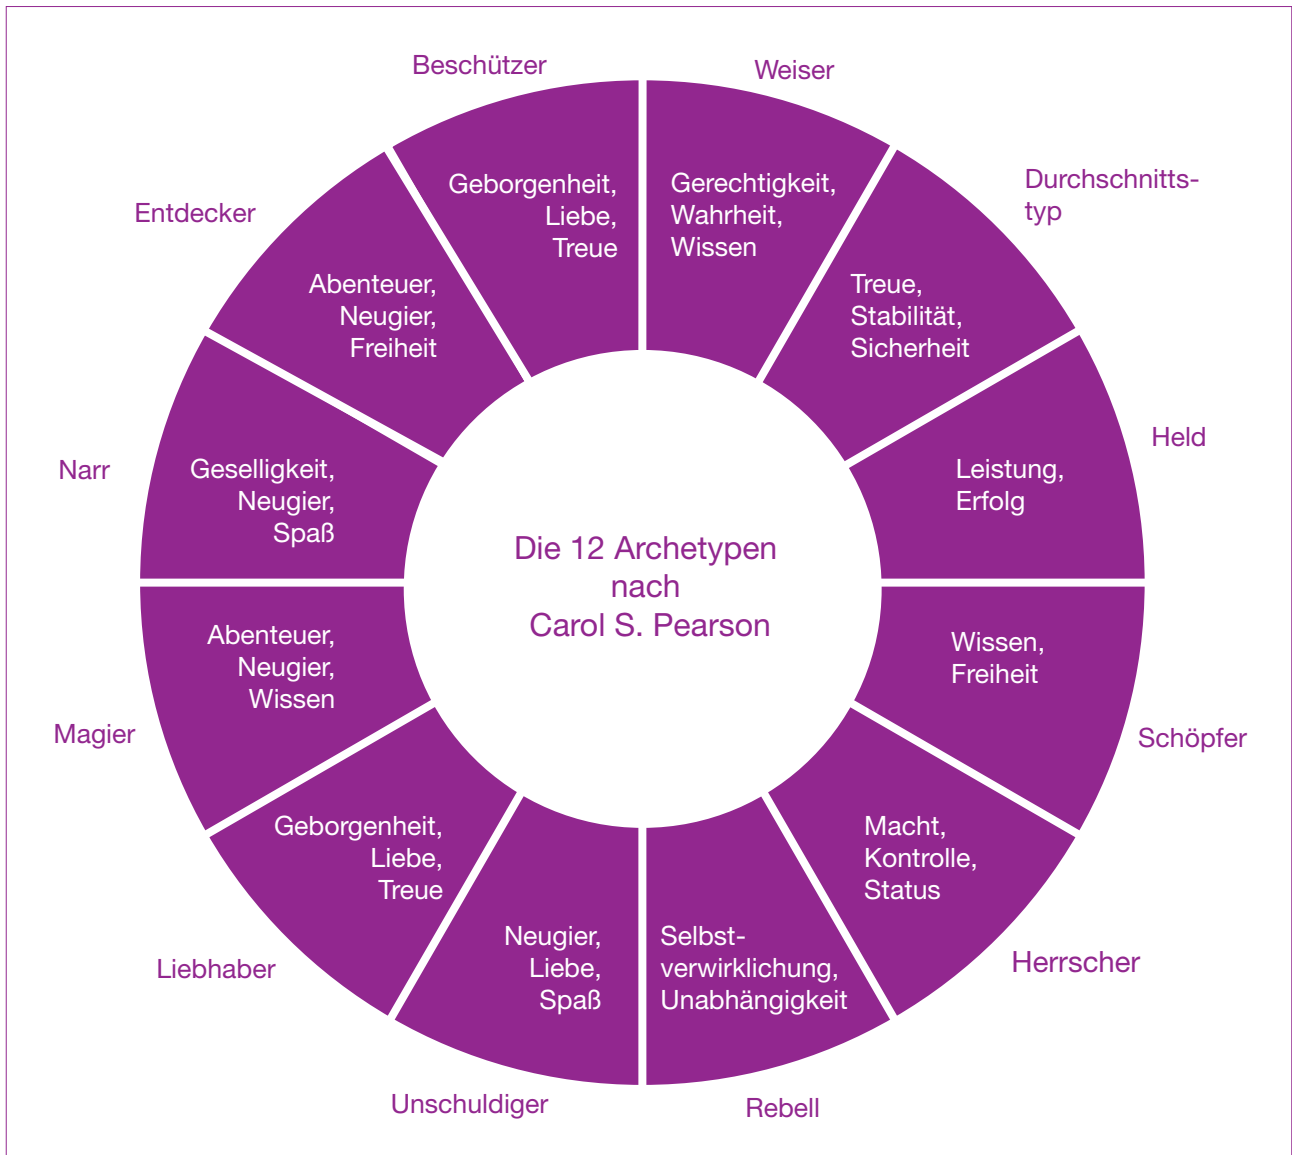 Beschützer
Weiser
Geborgenheit,
Liebe,
Treue
Gerechtigkeit,
Wahrheit,
Wissen
Durchschnitts-
typ
Treue,
Stabilität,
Sicherheit
Held
Leistung,
Erfolg
Wissen,
Freiheit
Schöpfer
Macht,
Kontrolle,
Status
Herrscher
Selbst-
verwirklichung,
Unabhängigkeit
Rebell
Neugier,
Liebe,
Spaß
Unschuldiger
Geborgenheit,
Liebe,
Treue
Liebhaber
Abenteuer,
Neugier,
Wissen
Magier
Geselligkeit,
Neugier,
Spaß
Narr
Abenteuer,
Neugier,
Freiheit
Entdecker
Die 12 Archetypen
nach
Carol S. Pearson